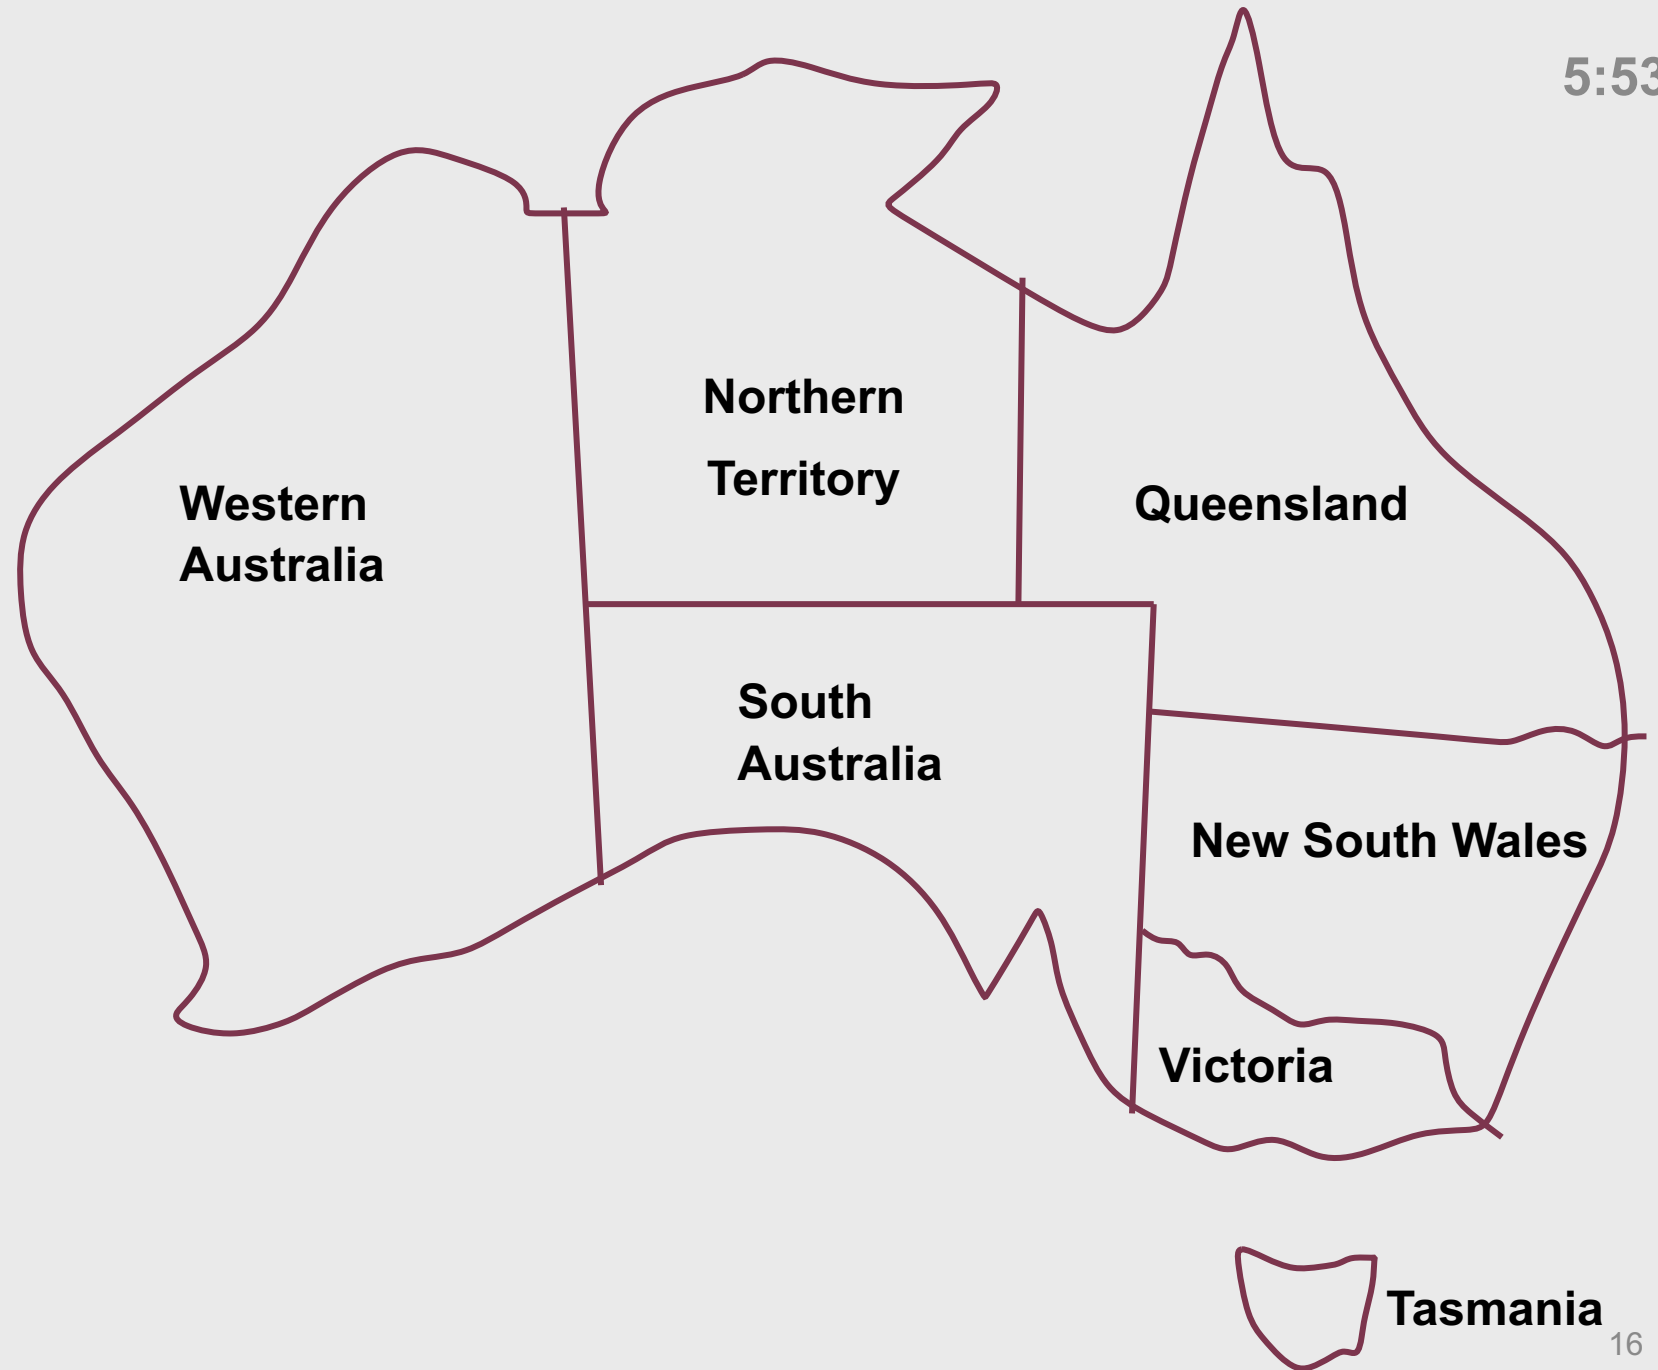 5:53
Northern
Territory
Western
Australia
Queensland
South
Australia
New South Wales
Victoria
Tasmania
16